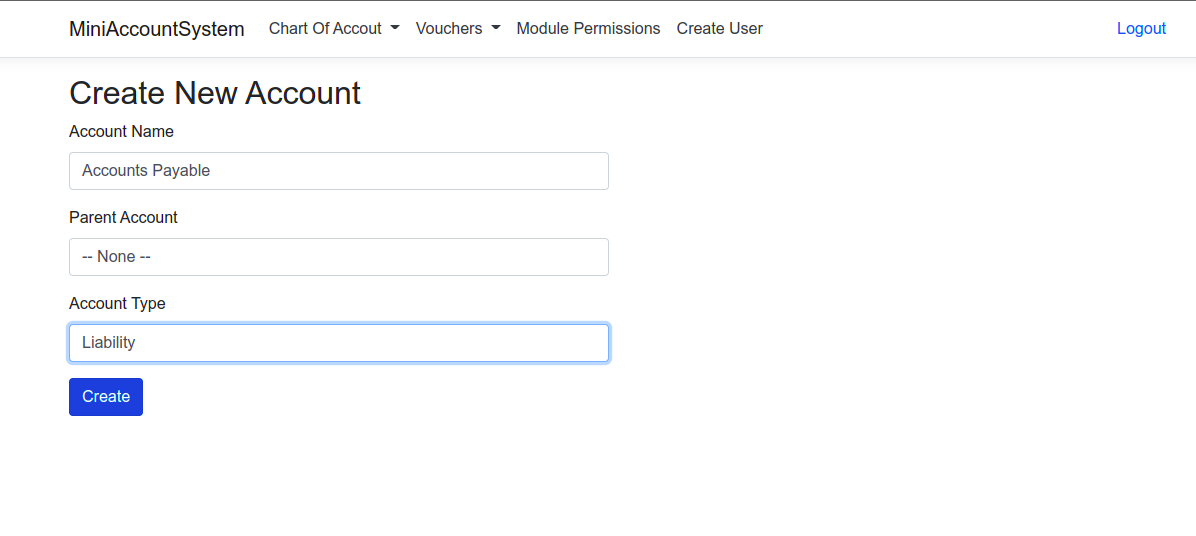 MiniAccountSystem Chart Of Accout Vouchers Module Permissions Create User Logout
Create New Account
Account Name
Accounts Payable
Parent Account
-- None --
Account Type
Liability
Create